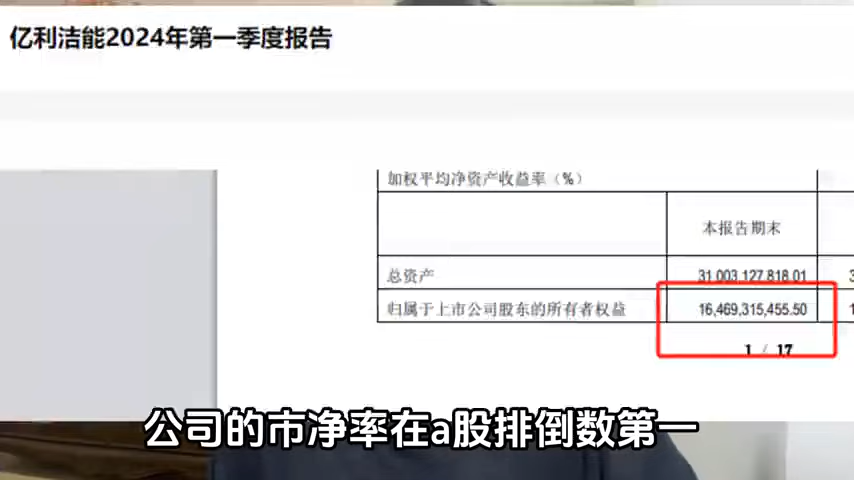 亿利洁能2024年第一季度报告
加权平均净资产收益率（%）
本报告期末
总资产 31,003,127,818.01
归属于上市公司股东的所有者权益 16,469,315,455.50
1 / 17
公司的市净率在a股排倒数第一